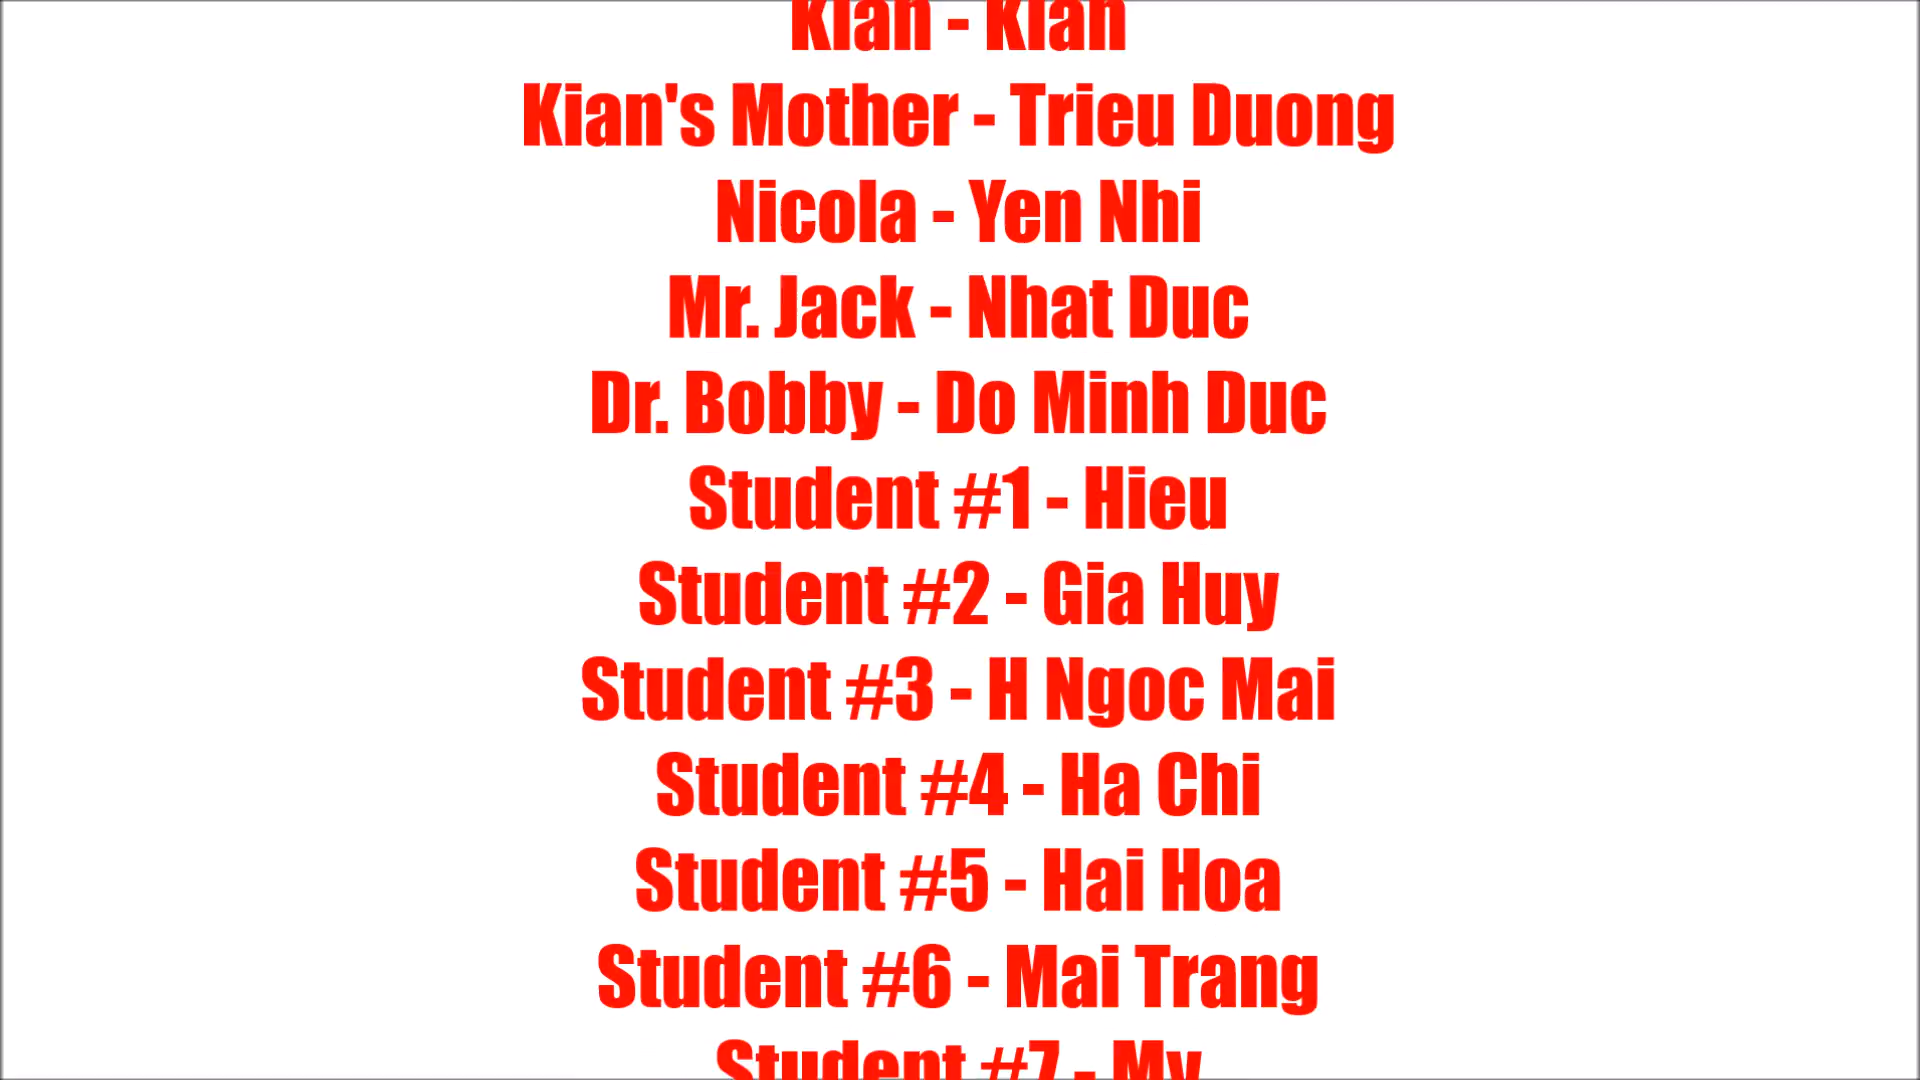 Kian - Kian
Kian's Mother - Trieu Duong
Nicola - Yen Nhi
Mr. Jack - Nhat Duc
Dr. Bobby - Do Minh Duc
Student #1 - Hieu
Student #2 - Gia Huy
Student #3 - H Ngoc Mai
Student #4 - Ha Chi
Student #5 - Hai Hoa
Student #6 - Mai Trang
Student #7 - My